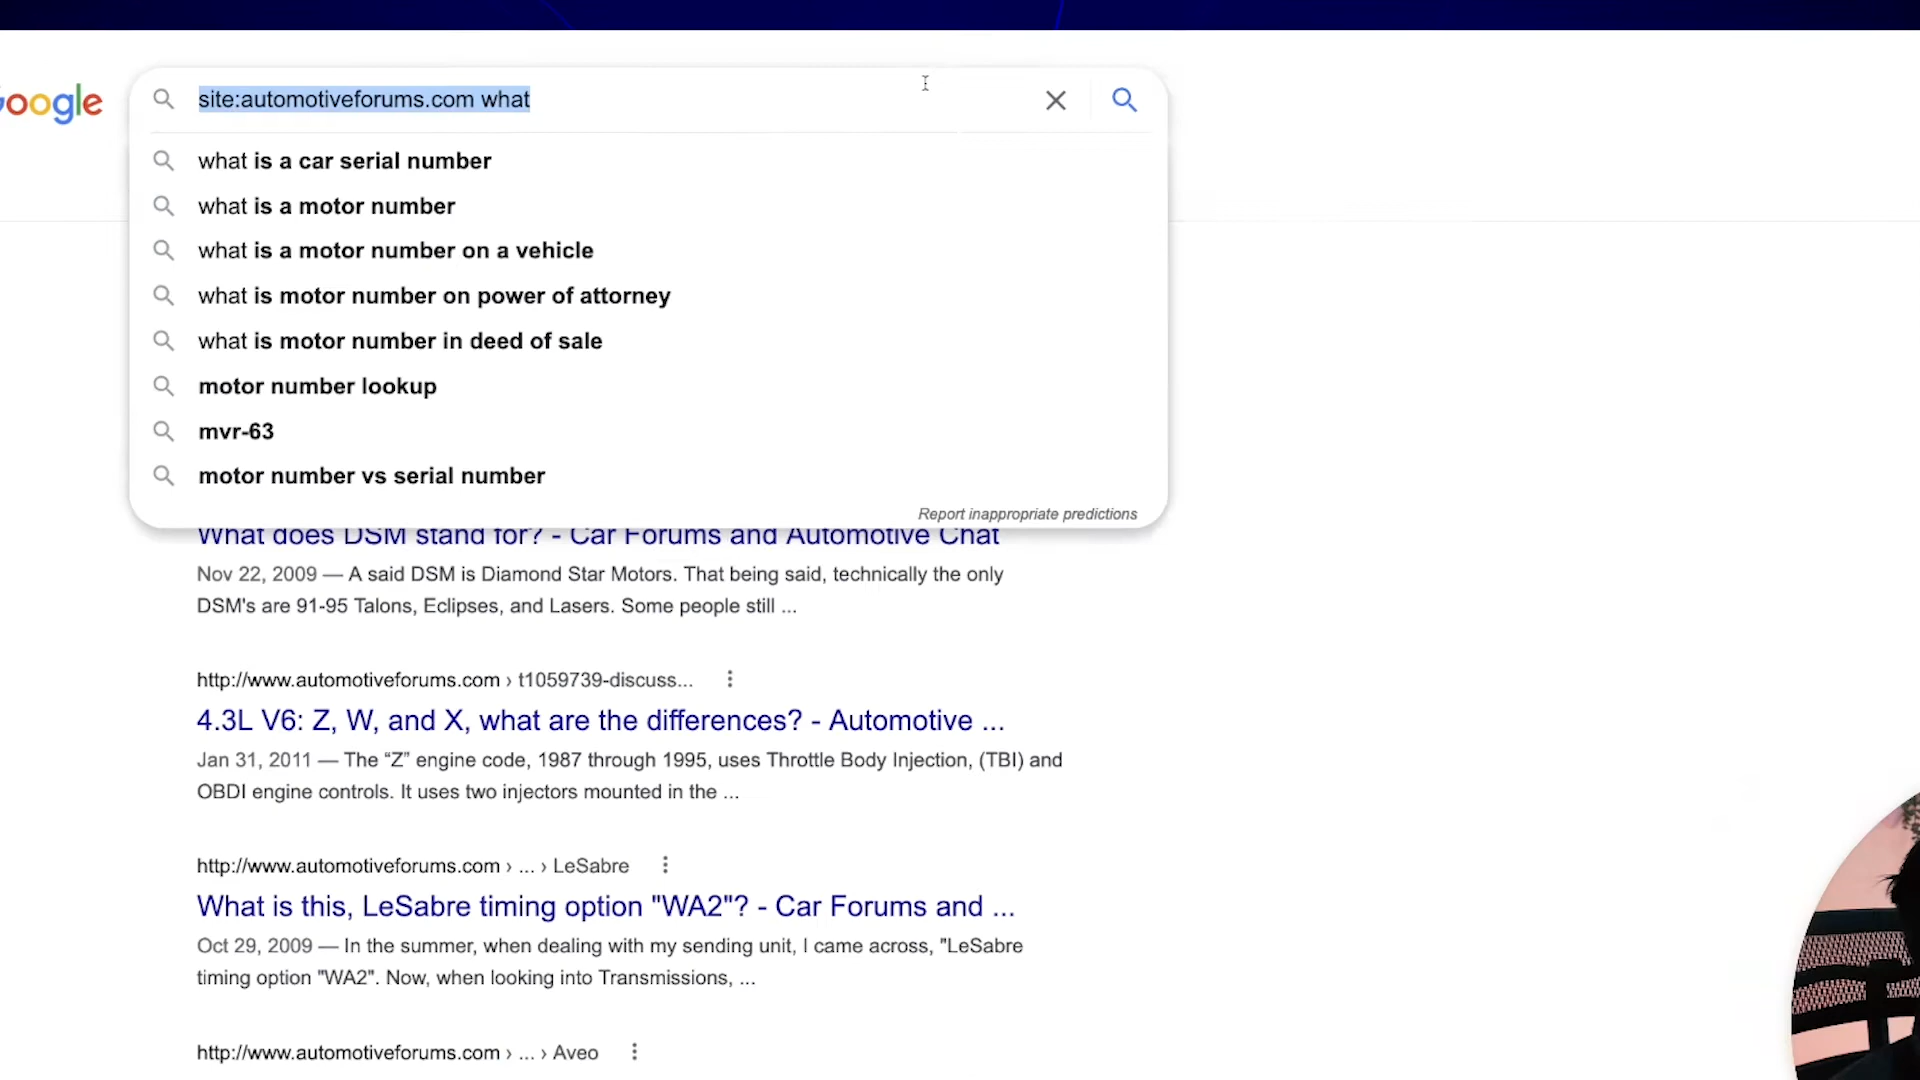 Google
site:automotiveforums.com what
what is a car serial number
what is a motor number
what is a motor number on a vehicle
what is motor number on power of attorney
what is motor number in deed of sale
motor number lookup
mvr-63
motor number vs serial number
Report inappropriate predictions
What does DSM stand for? - Car Forums and Automotive Chat
Nov 22, 2009 — A said DSM is Diamond Star Motors. That being said, technically the only
DSM's are 91-95 Talons, Eclipses, and Lasers. Some people still ...
http://www.automotiveforums.com › t1059739-discuss...
4.3L V6: Z, W, and X, what are the differences? - Automotive ...
Jan 31, 2011 — The “Z” engine code, 1987 through 1995, uses Throttle Body Injection, (TBI) and
OBDI engine controls. It uses two injectors mounted in the ...
http://www.automotiveforums.com › ... › LeSabre
What is this, LeSabre timing option "WA2"? - Car Forums and ...
Oct 29, 2009 — In the summer, when dealing with my sending unit, I came across, "LeSabre
timing option "WA2". Now, when looking into Transmissions, ...
http://www.automotiveforums.com › ... › Aveo